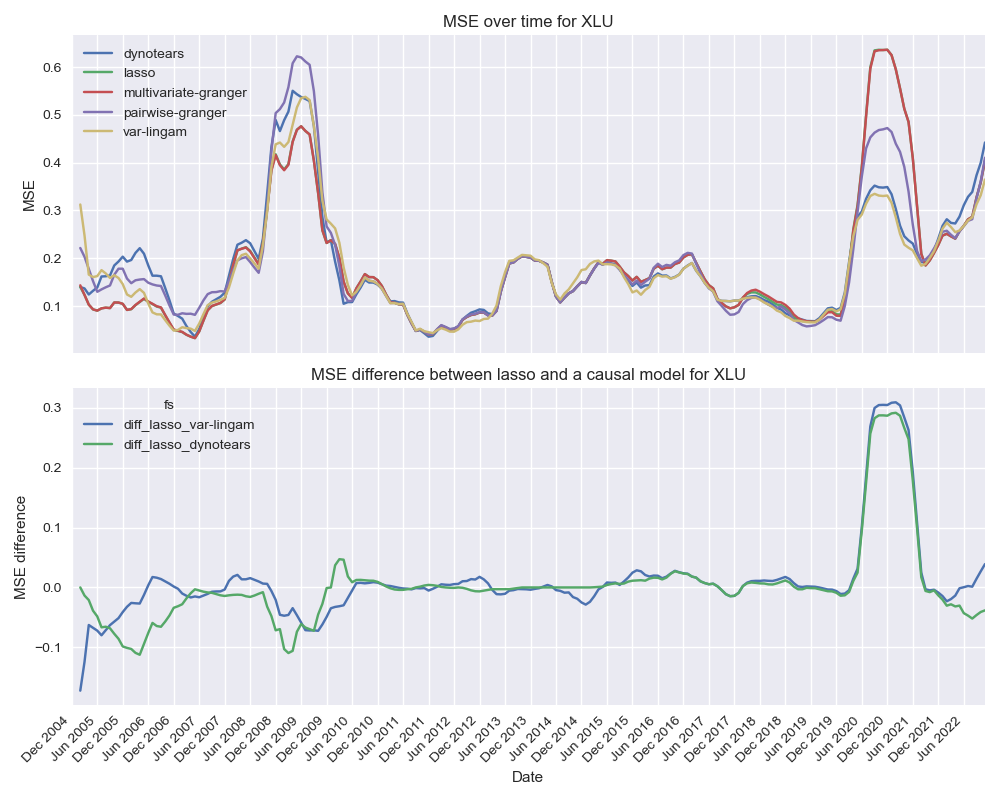 MSE over time for XLU
dynotears
lasso
multivariate-granger
pairwise-granger
var-lingam
0.6
0.5
0.4
0.3
0.2
0.1
MSE
MSE difference between lasso and a causal model for XLU
fs
diff_lasso_var-lingam
diff_lasso_dynotears
0.3
0.2
0.1
0.0
−0.1
MSE difference
Dec 2004
Jun 2005
Dec 2005
Jun 2006
Dec 2006
Jun 2007
Dec 2007
Jun 2008
Dec 2008
Jun 2009
Dec 2009
Jun 2010
Dec 2010
Jun 2011
Dec 2011
Jun 2012
Dec 2012
Jun 2013
Dec 2013
Jun 2014
Dec 2014
Jun 2015
Dec 2015
Jun 2016
Dec 2016
Jun 2017
Dec 2017
Jun 2018
Dec 2018
Jun 2019
Dec 2019
Jun 2020
Dec 2020
Jun 2021
Dec 2021
Jun 2022
Date